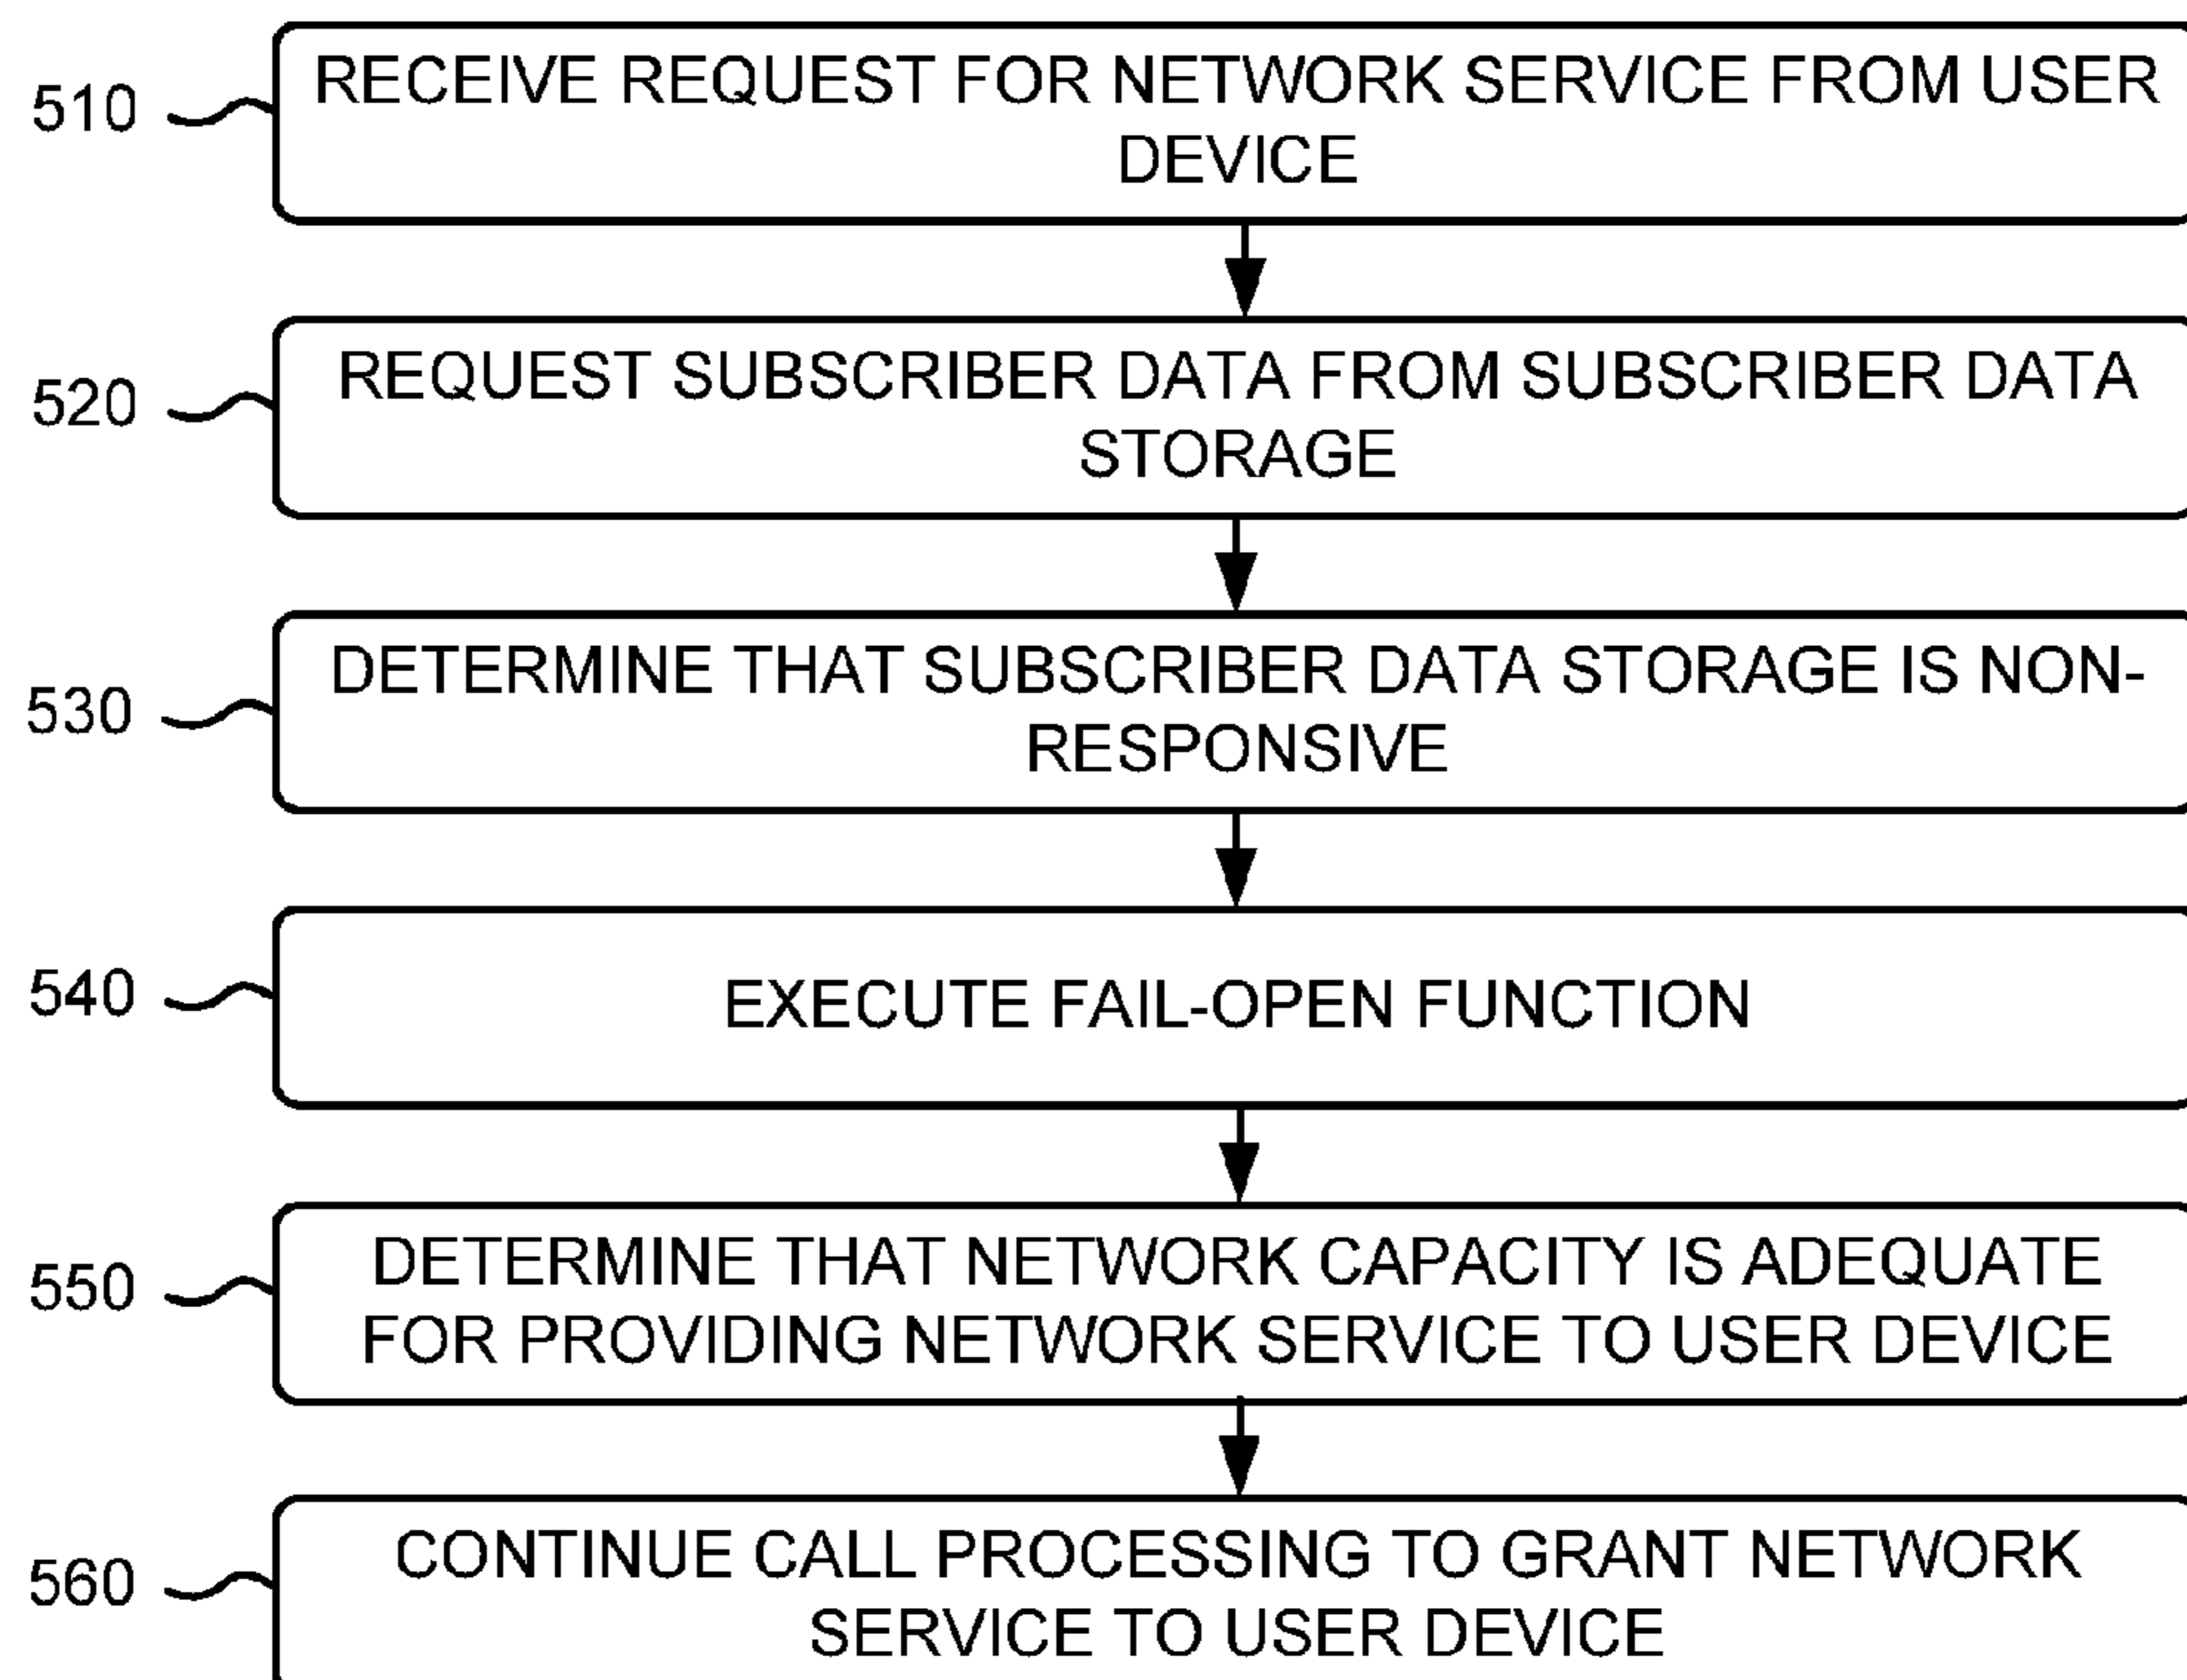 510
RECEIVE REQUEST FOR NETWORK SERVICE FROM USER
DEVICE
520
REQUEST SUBSCRIBER DATA FROM SUBSCRIBER DATA
STORAGE
530
DETERMINE THAT SUBSCRIBER DATA STORAGE IS NON-
RESPONSIVE
540
EXECUTE FAIL-OPEN FUNCTION
550
DETERMINE THAT NETWORK CAPACITY IS ADEQUATE
FOR PROVIDING NETWORK SERVICE TO USER DEVICE
560
CONTINUE CALL PROCESSING TO GRANT NETWORK
SERVICE TO USER DEVICE